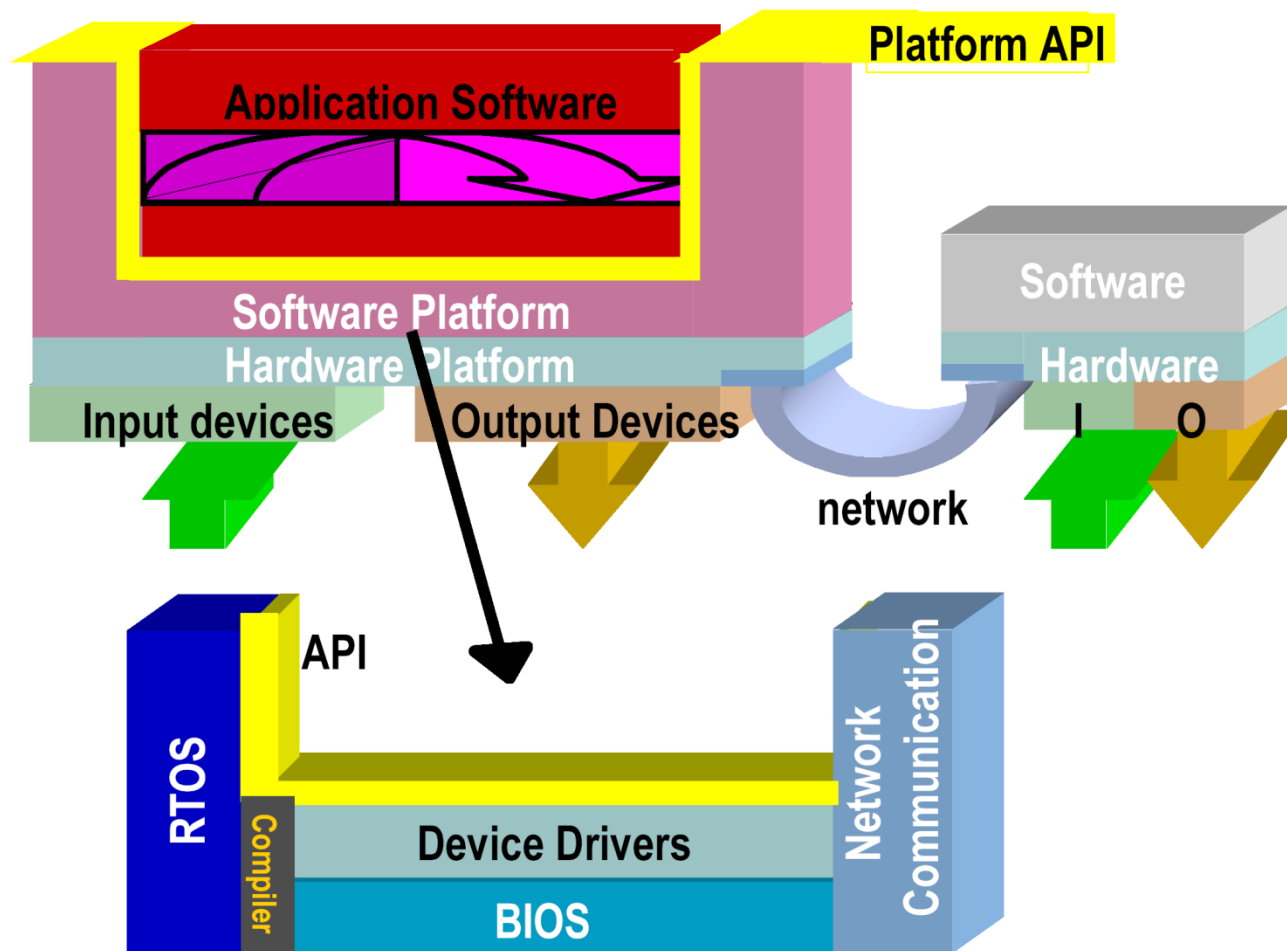 Platform API
Application Software
Software Platform
Hardware Platform
Input devices
Output Devices
network
Software
Hardware
I
O
API
RTOS
Compiler
Device Drivers
BIOS
Network
Communication